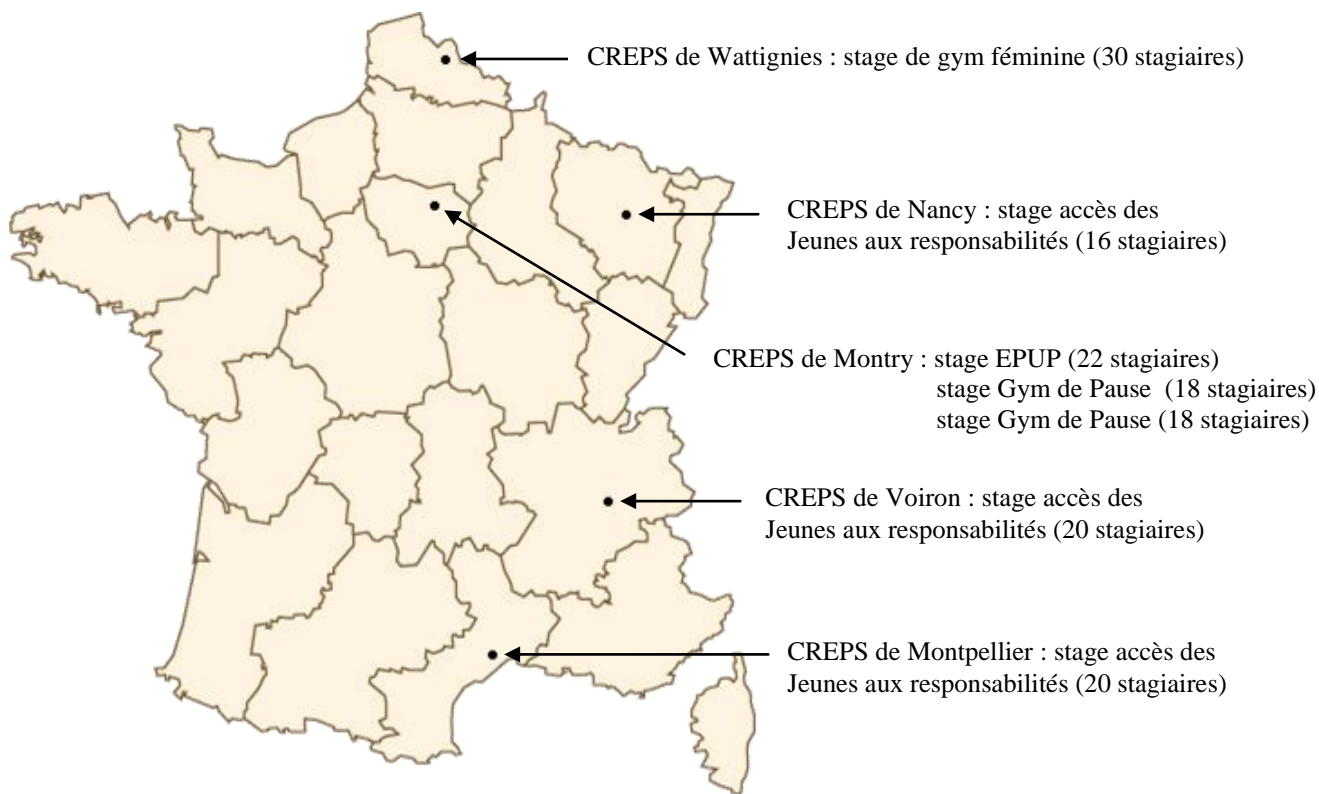 CREPS de Wattignies : stage de gym féminine (30 stagiaires)
CREPS de Nancy : stage accès des
Jeunes aux responsabilités (16 stagiaires)
CREPS de Montry : stage EPUP (22 stagiaires)
stage Gym de Pause (18 stagiaires)
stage Gym de Pause (18 stagiaires)
CREPS de Voiron : stage accès des
Jeunes aux responsabilités (20 stagiaires)
CREPS de Montpellier : stage accès des
Jeunes aux responsabilités (20 stagiaires)